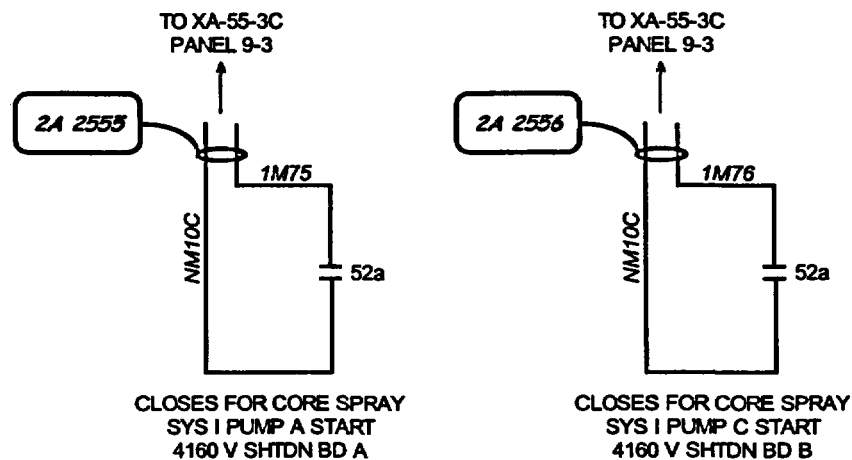 TO XA-55-3C
PANEL 9-3
2A 2555
1M75
NM10C
52a
CLOSES FOR CORE SPRAY
SYS I PUMP A START
4160 V SHTDN BD A
TO XA-55-3C
PANEL 9-3
2A 2556
1M76
NM10C
52a
CLOSES FOR CORE SPRAY
SYS I PUMP C START
4160 V SHTDN BD B